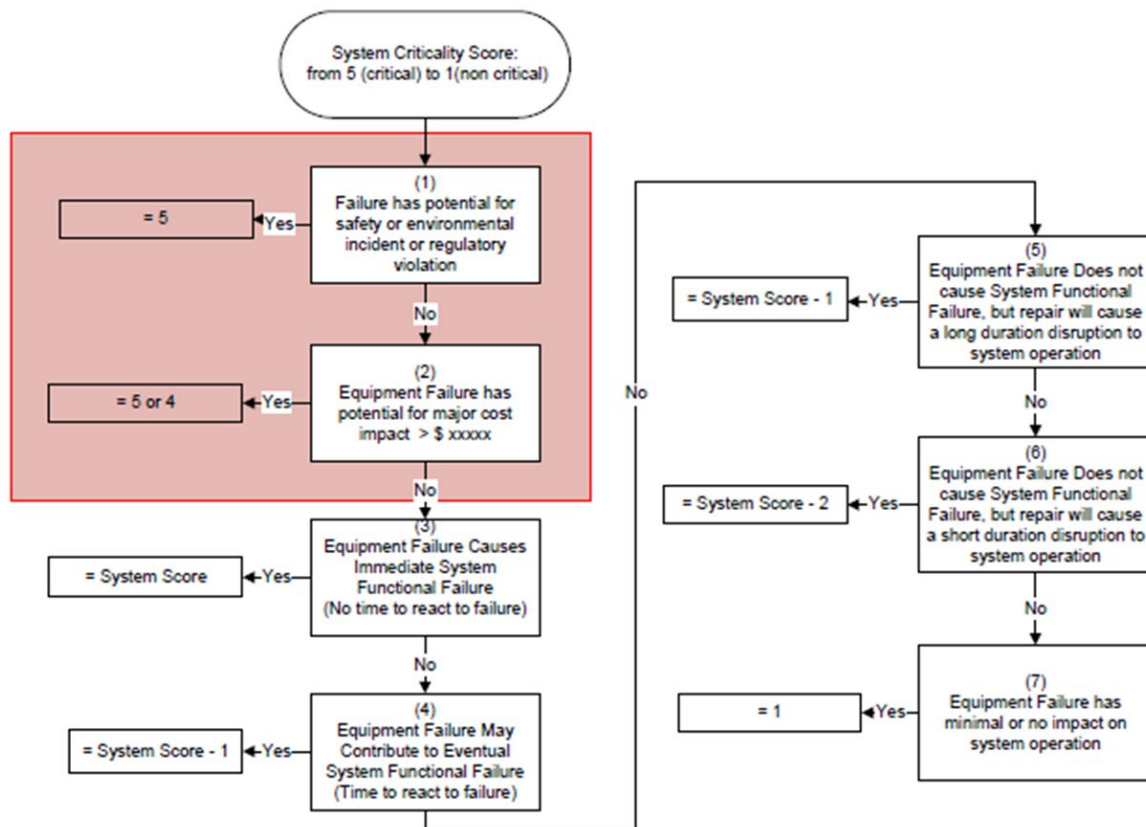 System Criticality Score:
from 5 (critical) to 1(non critical)
(1)
Failure has potential for
safety or environmental
incident or regulatory
violation
Yes
= 5
No
(2)
Equipment Failure has
potential for major cost
impact > $ xxxxx
Yes
= 5 or 4
No
(3)
Equipment Failure Causes
Immediate System
Functional Failure
(No time to react to failure)
Yes
= System Score
No
(4)
Equipment Failure May
Contribute to Eventual
System Functional Failure
(Time to react to failure)
Yes
= System Score - 1
No
(5)
Equipment Failure Does not
cause System Functional
Failure, but repair will cause
a long duration disruption to
system operation
Yes
= System Score - 1
No
(6)
Equipment Failure Does not
cause System Functional
Failure, but repair will cause
a short duration disruption to
system operation
Yes
= System Score - 2
No
(7)
Equipment Failure has
minimal or no impact on
system operation
Yes
= 1